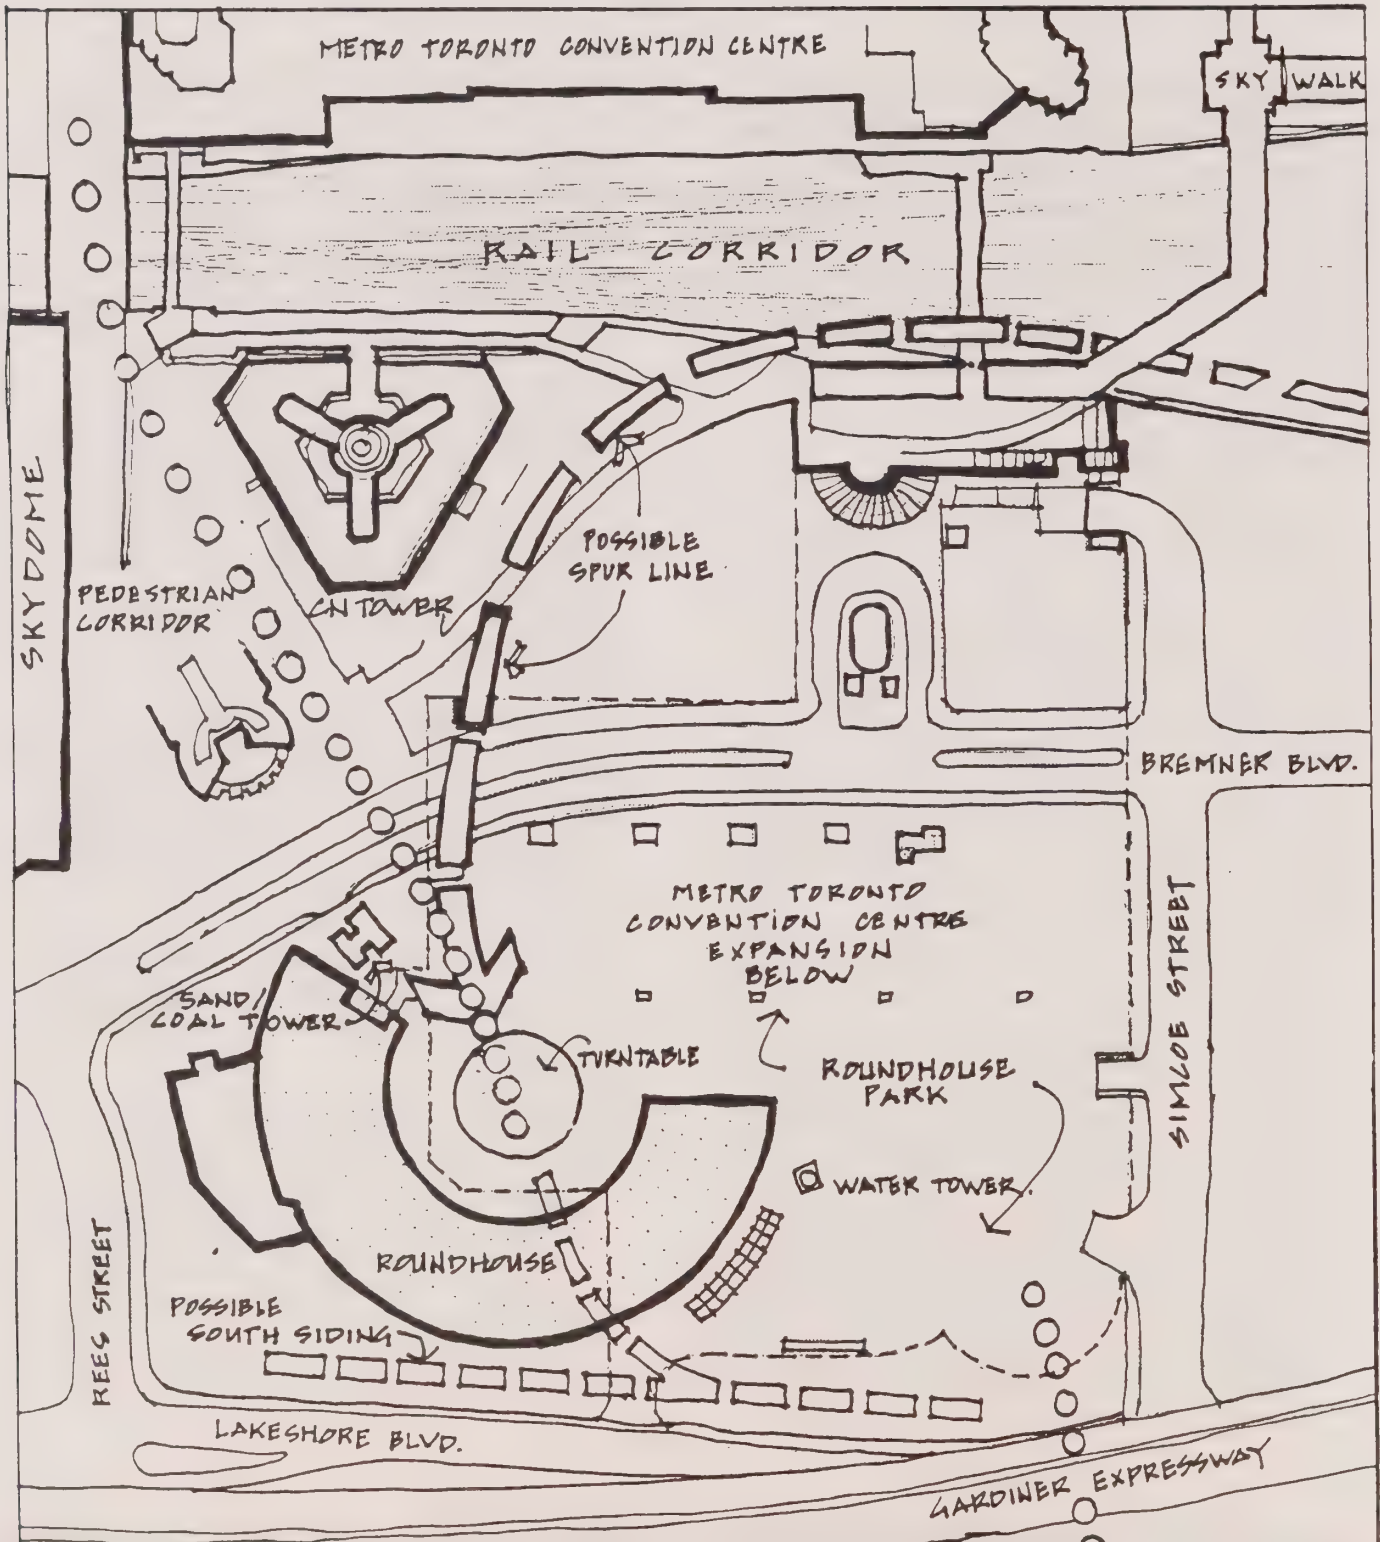 METRO TORONTO CONVENTION CENTRE
SKY WALK
RAIL CORRIDOR
SKYDOME
POSSIBLE
SPUR LINE
PEDESTRIAN
CORRIDOR
CN TOWER
BREMNER BLVD.
METRO TORONTO
CONVENTION CENTRE
EXPANSION
BELOW
SIMCOE STREET
SAND/
COAL TOWER
TURNTABLE
ROUNDHOUSE
PARK
WATER TOWER.
ROUNDHOUSE
REES STREET
POSSIBLE
SOUTH SIDING
LAKESHORE BLVD.
GARDINER EXPRESSWAY